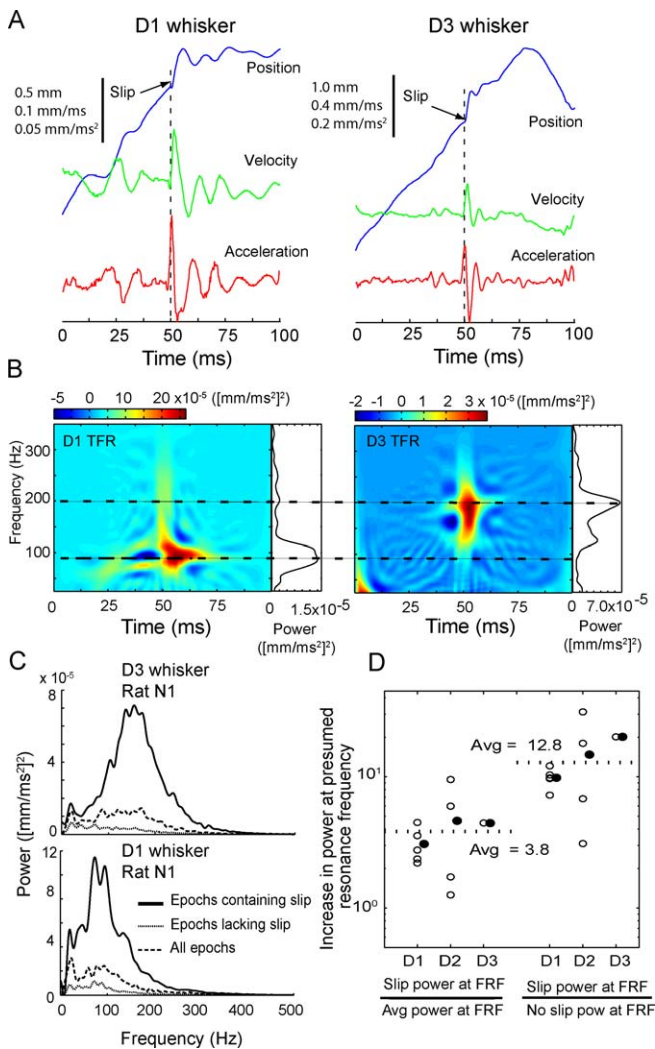 A
D1 whisker
D3 whisker
0.5 mm
0.1 mm/ms
0.05 mm/ms²
Slip
Position
Velocity
Acceleration
0 25 50 75 100
Time (ms)
1.0 mm
0.4 mm/ms
0.2 mm/ms²
Slip
Position
Velocity
Acceleration
0 25 50 75 100
Time (ms)
B
-5 0 10 20 x 10⁻⁵ ([mm/ms²]²)
D1 TFR
Frequency (Hz)
300
200
100
0 25 50 75
Time (ms)
0 1.5x10⁻⁵
Power
([mm/ms²]²)
-2 -1 0 1 2 3 x 10⁻⁵ ([mm/ms²]²)
D3 TFR
0 25 50 75
Time (ms)
0 7.0x10⁻⁵
Power
([mm/ms²]²)
C
x 10⁻⁵
D3 whisker
Rat N1
8
4
0
Power ([mm/ms²]²)
D1 whisker
Rat N1
12
8
4
0
Epochs containing slip
Epochs lacking slip
All epochs
0 100 200 300 400 500
Frequency (Hz)
D
Increase in power at presumed
resonance frequency
10¹
10⁰
Avg = 12.8
Avg = 3.8
D1 D2 D3 D1 D2 D3
Slip power at FRF
Avg power at FRF
Slip power at FRF
No slip pow at FRF